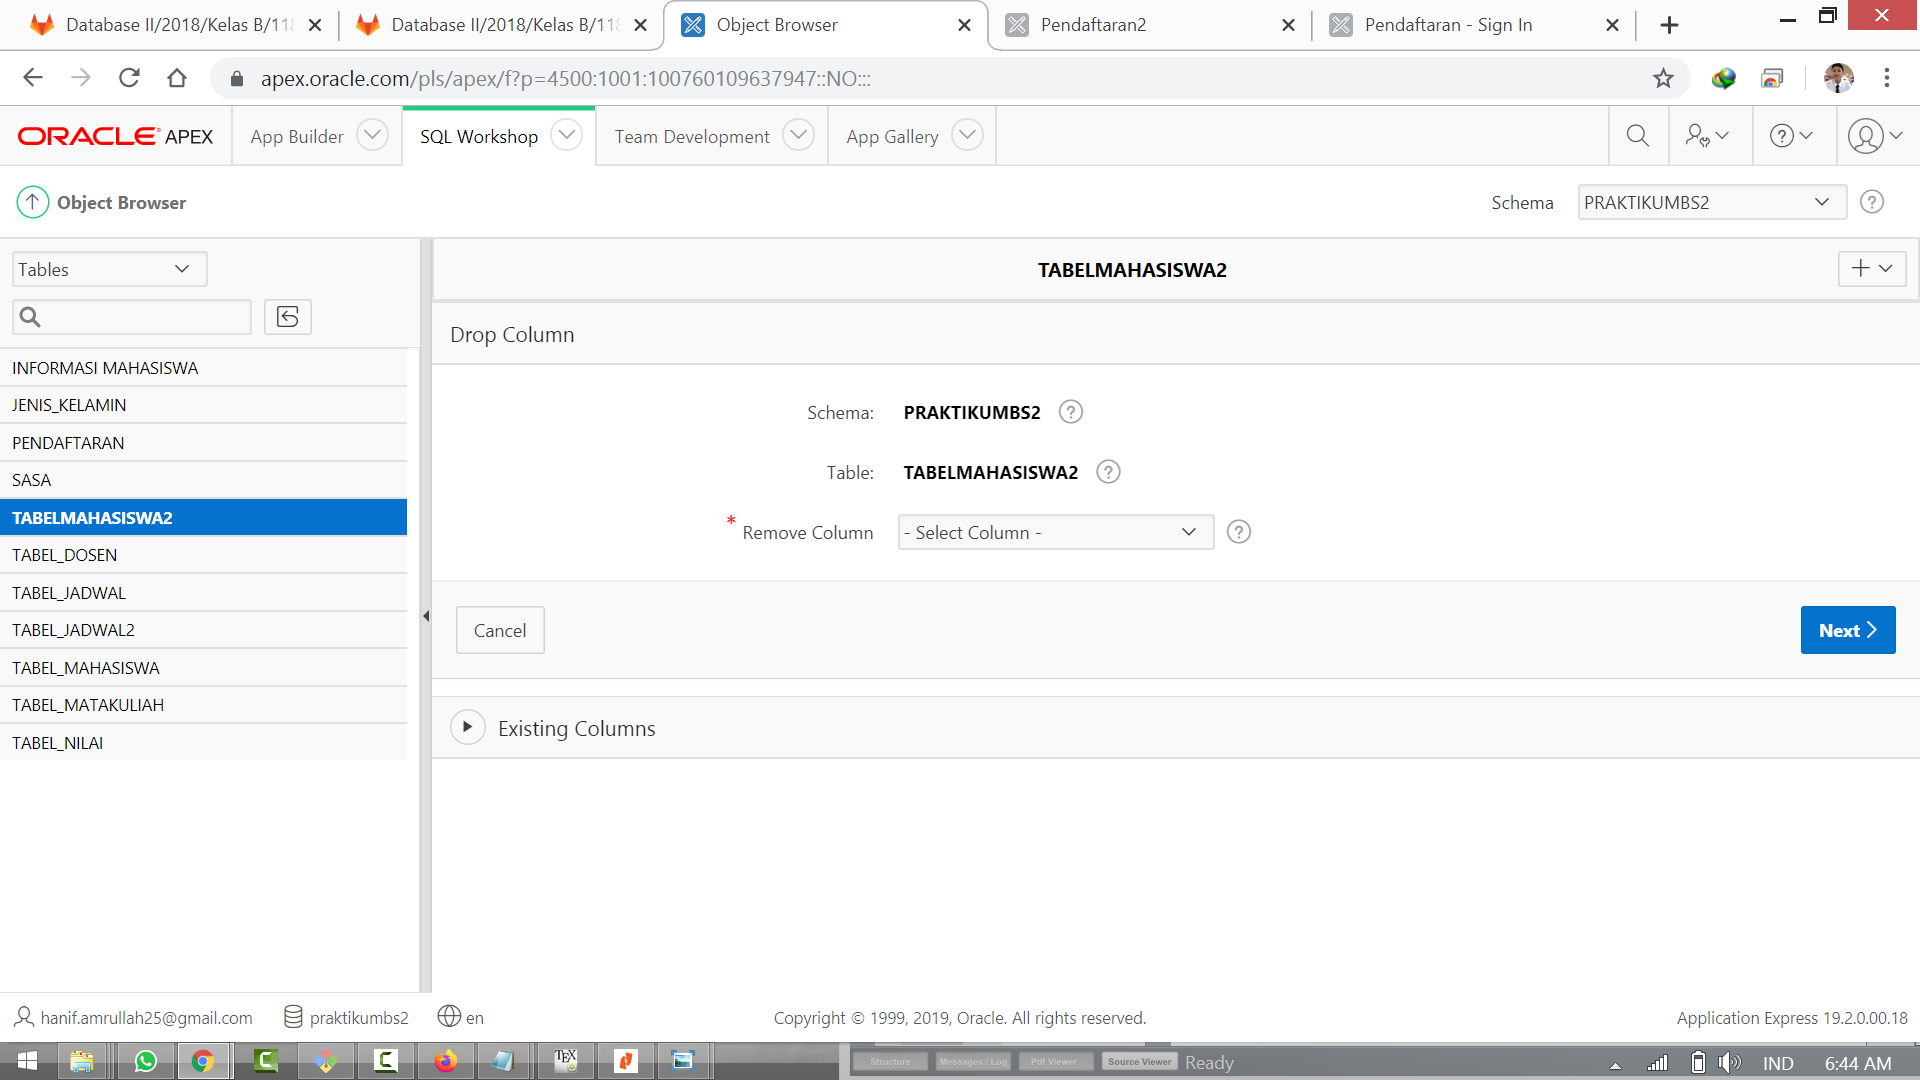 Database II/2018/Kelas B/118
Database II/2018/Kelas B/118
Object Browser
Pendaftaran2
Pendaftaran - Sign In
apex.oracle.com/pls/apex/f?p=4500:1001:100760109637947::NO:::
ORACLE APEX
App Builder
SQL Workshop
Team Development
App Gallery
Object Browser
Schema
PRAKTIKUMBS2
Tables
TABELMAHASISWA2
INFORMASI MAHASISWA
JENIS_KELAMIN
PENDAFTARAN
SASA
TABELMAHASISWA2
TABEL_DOSEN
TABEL_JADWAL
TABEL_JADWAL2
TABEL_MAHASISWA
TABEL_MATAKULIAH
TABEL_NILAI
Drop Column
Schema: PRAKTIKUMBS2
Table: TABELMAHASISWA2
* Remove Column - Select Column -
Cancel
Next
Existing Columns
hanif.amrullah25@gmail.com
praktikumbs2
en
Copyright © 1999, 2019, Oracle. All rights reserved.
Application Express 19.2.0.00.18
TEX
Structure
Messages / Log
Pdf Viewer
Source Viewer
Ready
IND
6:44 AM